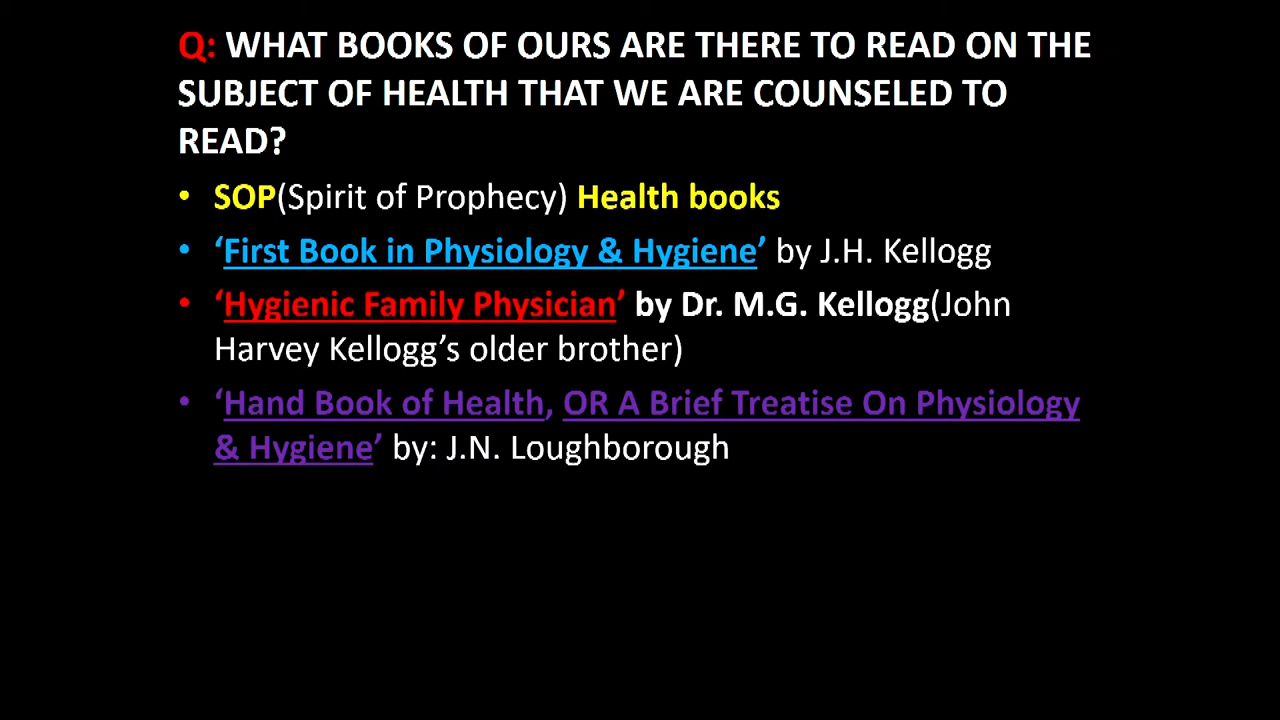 Q: WHAT BOOKS OF OURS ARE THERE TO READ ON THE
SUBJECT OF HEALTH THAT WE ARE COUNSELED TO
READ?
• SOP(Spirit of Prophecy) Health books
• ‘First Book in Physiology & Hygiene’ by J.H. Kellogg
• ‘Hygienic Family Physician’ by Dr. M.G. Kellogg(John
Harvey Kellogg’s older brother)
• ‘Hand Book of Health, OR A Brief Treatise On Physiology
& Hygiene’ by: J.N. Loughborough